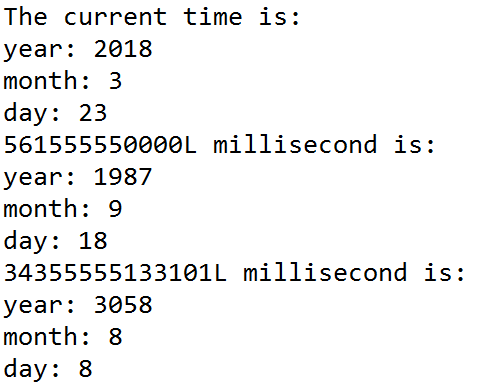 The current time is:
year: 2018
month: 3
day: 23
561555550000L millisecond is:
year: 1987
month: 9
day: 18
34355555133101L millisecond is:
year: 3058
month: 8
day: 8